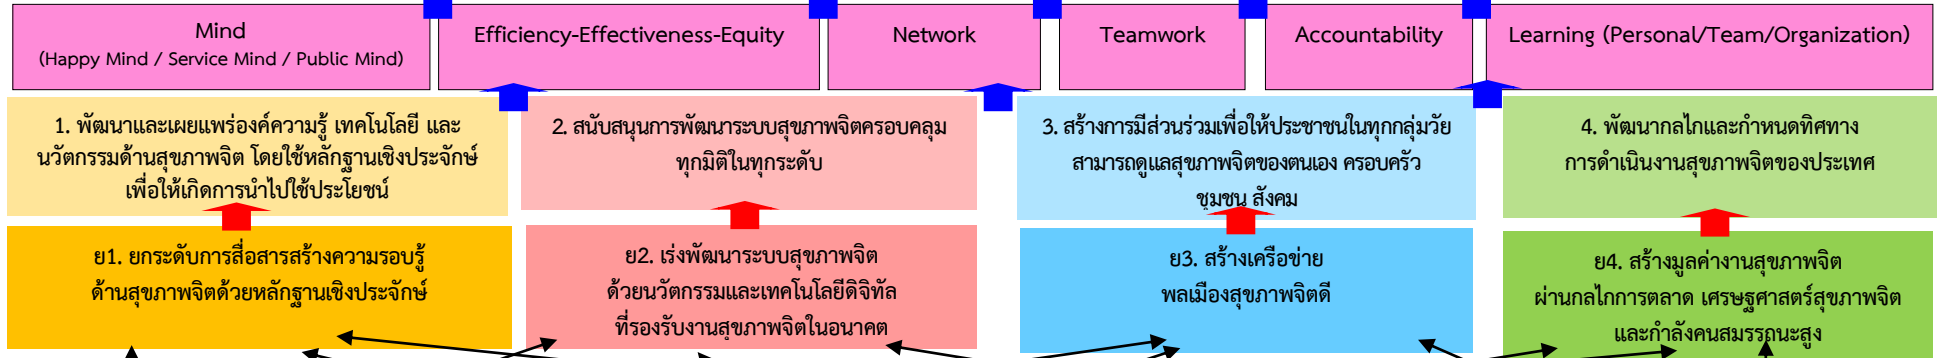 Mind
(Happy Mind / Service Mind / Public Mind)
Efficiency-Effectiveness-Equity
Network
Teamwork
Accountability
Learning (Personal/Team/Organization)
1. พัฒนาและเผยแพร่องค์ความรู้ เทคโนโลยี และ
นวัตกรรมด้านสุขภาพจิต โดยใช้หลักฐานเชิงประจักษ์
เพื่อให้เกิดการนำไปใช้ประโยชน์
2. สนับสนุนการพัฒนาระบบสุขภาพจิตครอบคลุม
ทุกมิติในทุกระดับ
3. สร้างการมีส่วนร่วมเพื่อให้ประชาชนในทุกกลุ่มวัย
สามารถดูแลสุขภาพจิตของตนเอง ครอบครัว
ชุมชน สังคม
4. พัฒนากลไกและกำหนดทิศทาง
การดำเนินงานสุขภาพจิตของประเทศ
ย1. ยกระดับการสื่อสารสร้างความรอบรู้
ด้านสุขภาพจิตด้วยหลักฐานเชิงประจักษ์
ย2. เร่งพัฒนาระบบสุขภาพจิต
ด้วยนวัตกรรมและเทคโนโลยีดิจิทัล
ที่รองรับงานสุขภาพจิตในอนาคต
ย3. สร้างเครือข่าย
พลเมืองสุขภาพจิตดี
ย4. สร้างมูลค่างานสุขภาพจิต
ผ่านกลไกการตลาด เศรษฐศาสตร์สุขภาพจิต
และกำลังคนสมรรถนะสูง